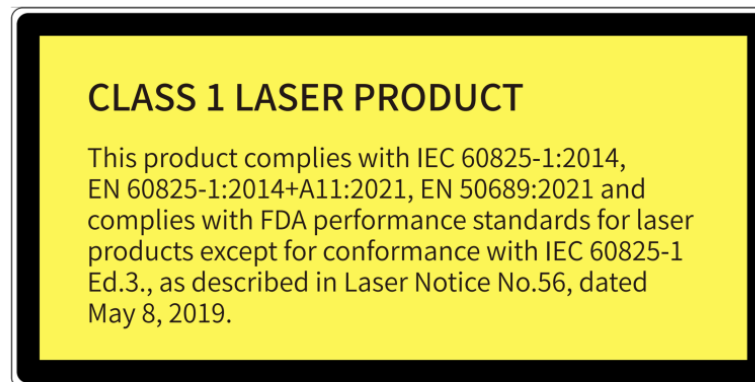 CLASS 1 LASER PRODUCT
This product complies with IEC 60825-1:2014,
EN 60825-1:2014+A11:2021, EN 50689:2021 and
complies with FDA performance standards for laser
products except for conformance with IEC 60825-1
Ed.3., as described in Laser Notice No.56, dated
May 8, 2019.